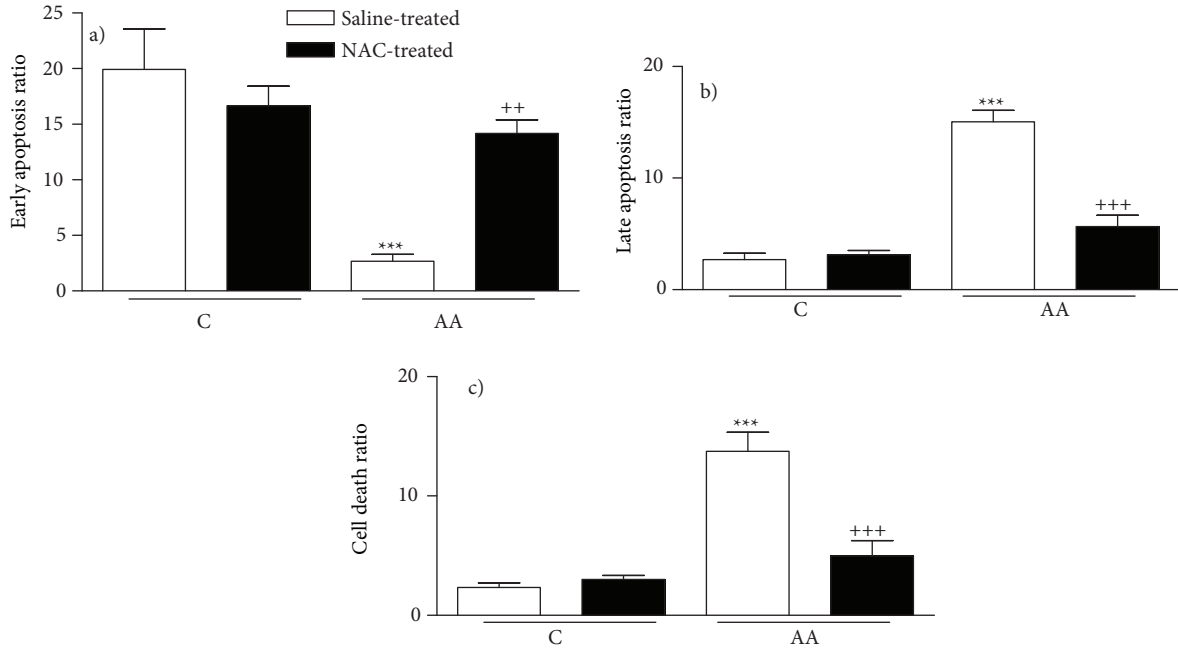 a)
Saline-treated
NAC-treated
Early apoptosis ratio
25
20
15
10
5
0
***
++
C
AA
b)
Late apoptosis ratio
20
10
0
***
+++
C
AA
c)
Cell death ratio
20
10
0
***
+++
C
AA